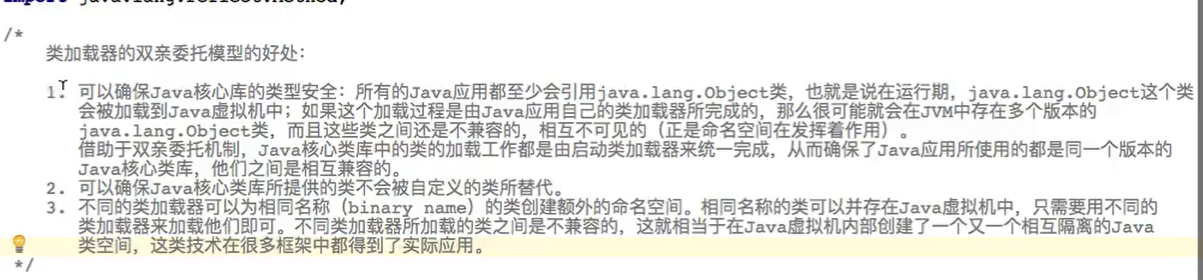 import java.lang.reflect.Method;
/*
类加载器的双亲委托模型的好处：
1. 可以确保Java核心库的类型安全：所有的Java应用都至少会引用java.lang.Object类，也就是说在运行期，java.lang.Object这个类
会被加载到Java虚拟机中；如果这个加载过程是由Java应用自己的类加载器所完成的，那么很可能就会在JVM中存在多个版本的
java.lang.Object类，而且这些类之间还是不兼容的，相互不可见的（正是命名空间在发挥着作用）。
借助于双亲委托机制，Java核心类库中的类的加载工作都是由启动类加载器来统一完成，从而确保了Java应用所使用的都是同一个版本的
Java核心类库，他们之间是相互兼容的。
2. 可以确保Java核心类库所提供的类不会被自定义的类所替代。
3. 不同的类加载器可以为相同名称（binary name）的类创建额外的命名空间。相同名称的类可以并存在Java虚拟机中，只需要用不同的
类加载器来加载他们即可。不同类加载器所加载的类之间是不兼容的，这就相当于在Java虚拟机内部创建了一个又一个相互隔离的Java
类空间，这类技术在很多框架中都得到了实际应用。
*/